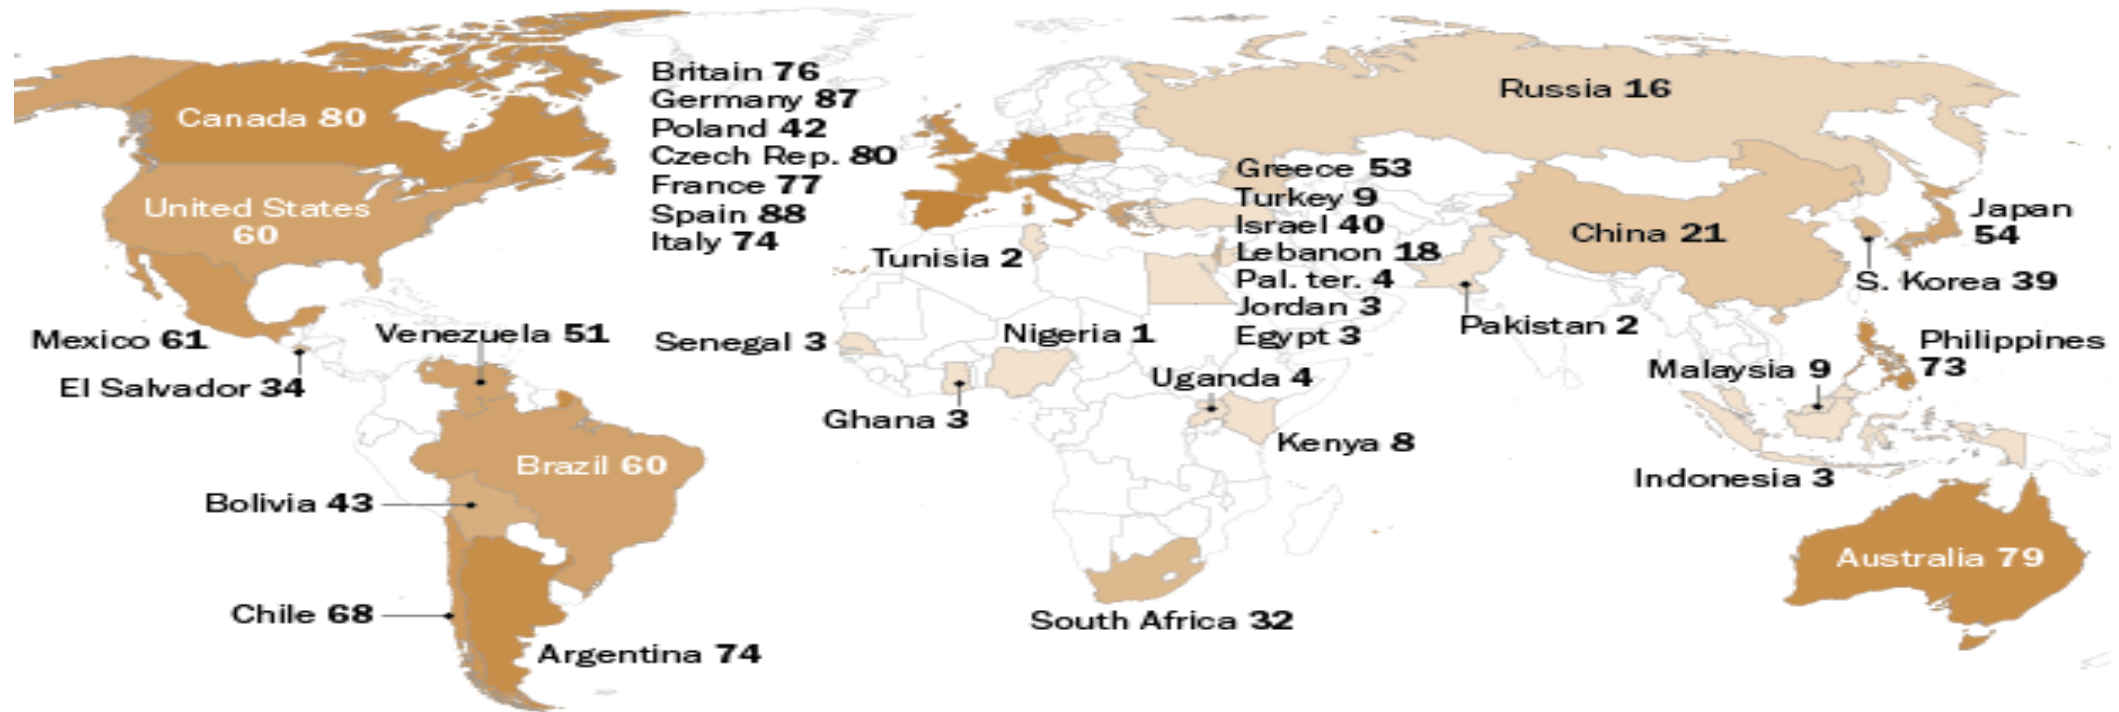 Canada 80
United States
60
Mexico 61
El Salvador 34
Venezuela 51
Brazil 60
Bolivia 43
Chile 68
Argentina 74
Britain 76
Germany 87
Poland 42
Czech Rep. 80
France 77
Spain 88
Italy 74
Tunisia 2
Senegal 3
Nigeria 1
Ghana 3
Uganda 4
Kenya 8
South Africa 32
Greece 53
Turkey 9
Israel 40
Lebanon 18
Pal. ter. 4
Jordan 3
Egypt 3
Russia 16
China 21
Japan
54
S. Korea 39
Pakistan 2
Philippines
73
Malaysia 9
Indonesia 3
Australia 79